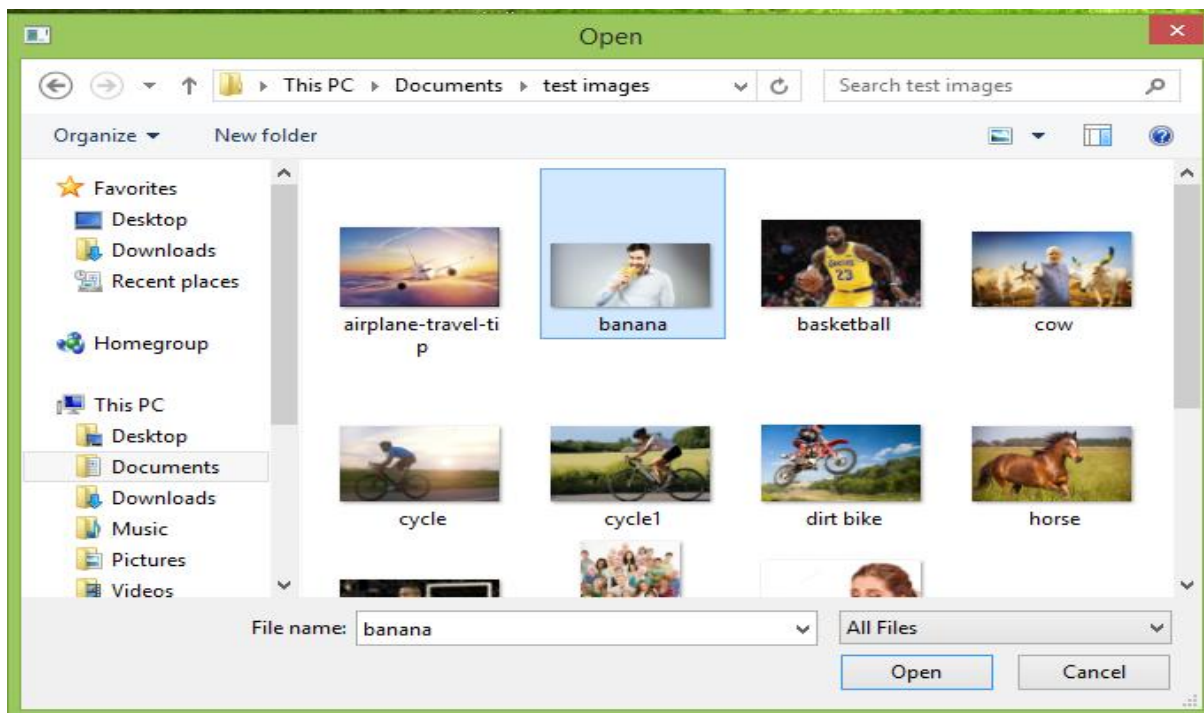 Open
This PC Documents test images
Search test images
Organize
New folder
Favorites
Desktop
Downloads
Recent places
Homegroup
This PC
Desktop
Documents
Downloads
Music
Pictures
Videos
airplane-travel-ti
p
banana
basketball
23
cow
cycle
cycle1
dirt bike
horse
File name: banana
All Files
Open
Cancel